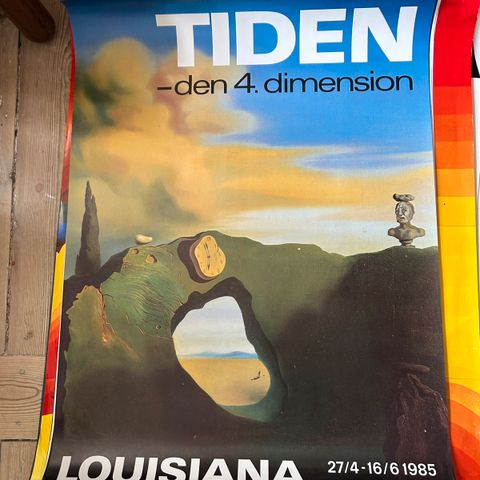 TIDEN
–den 4. dimension
LOUISIANA
27/4-16/6 1985